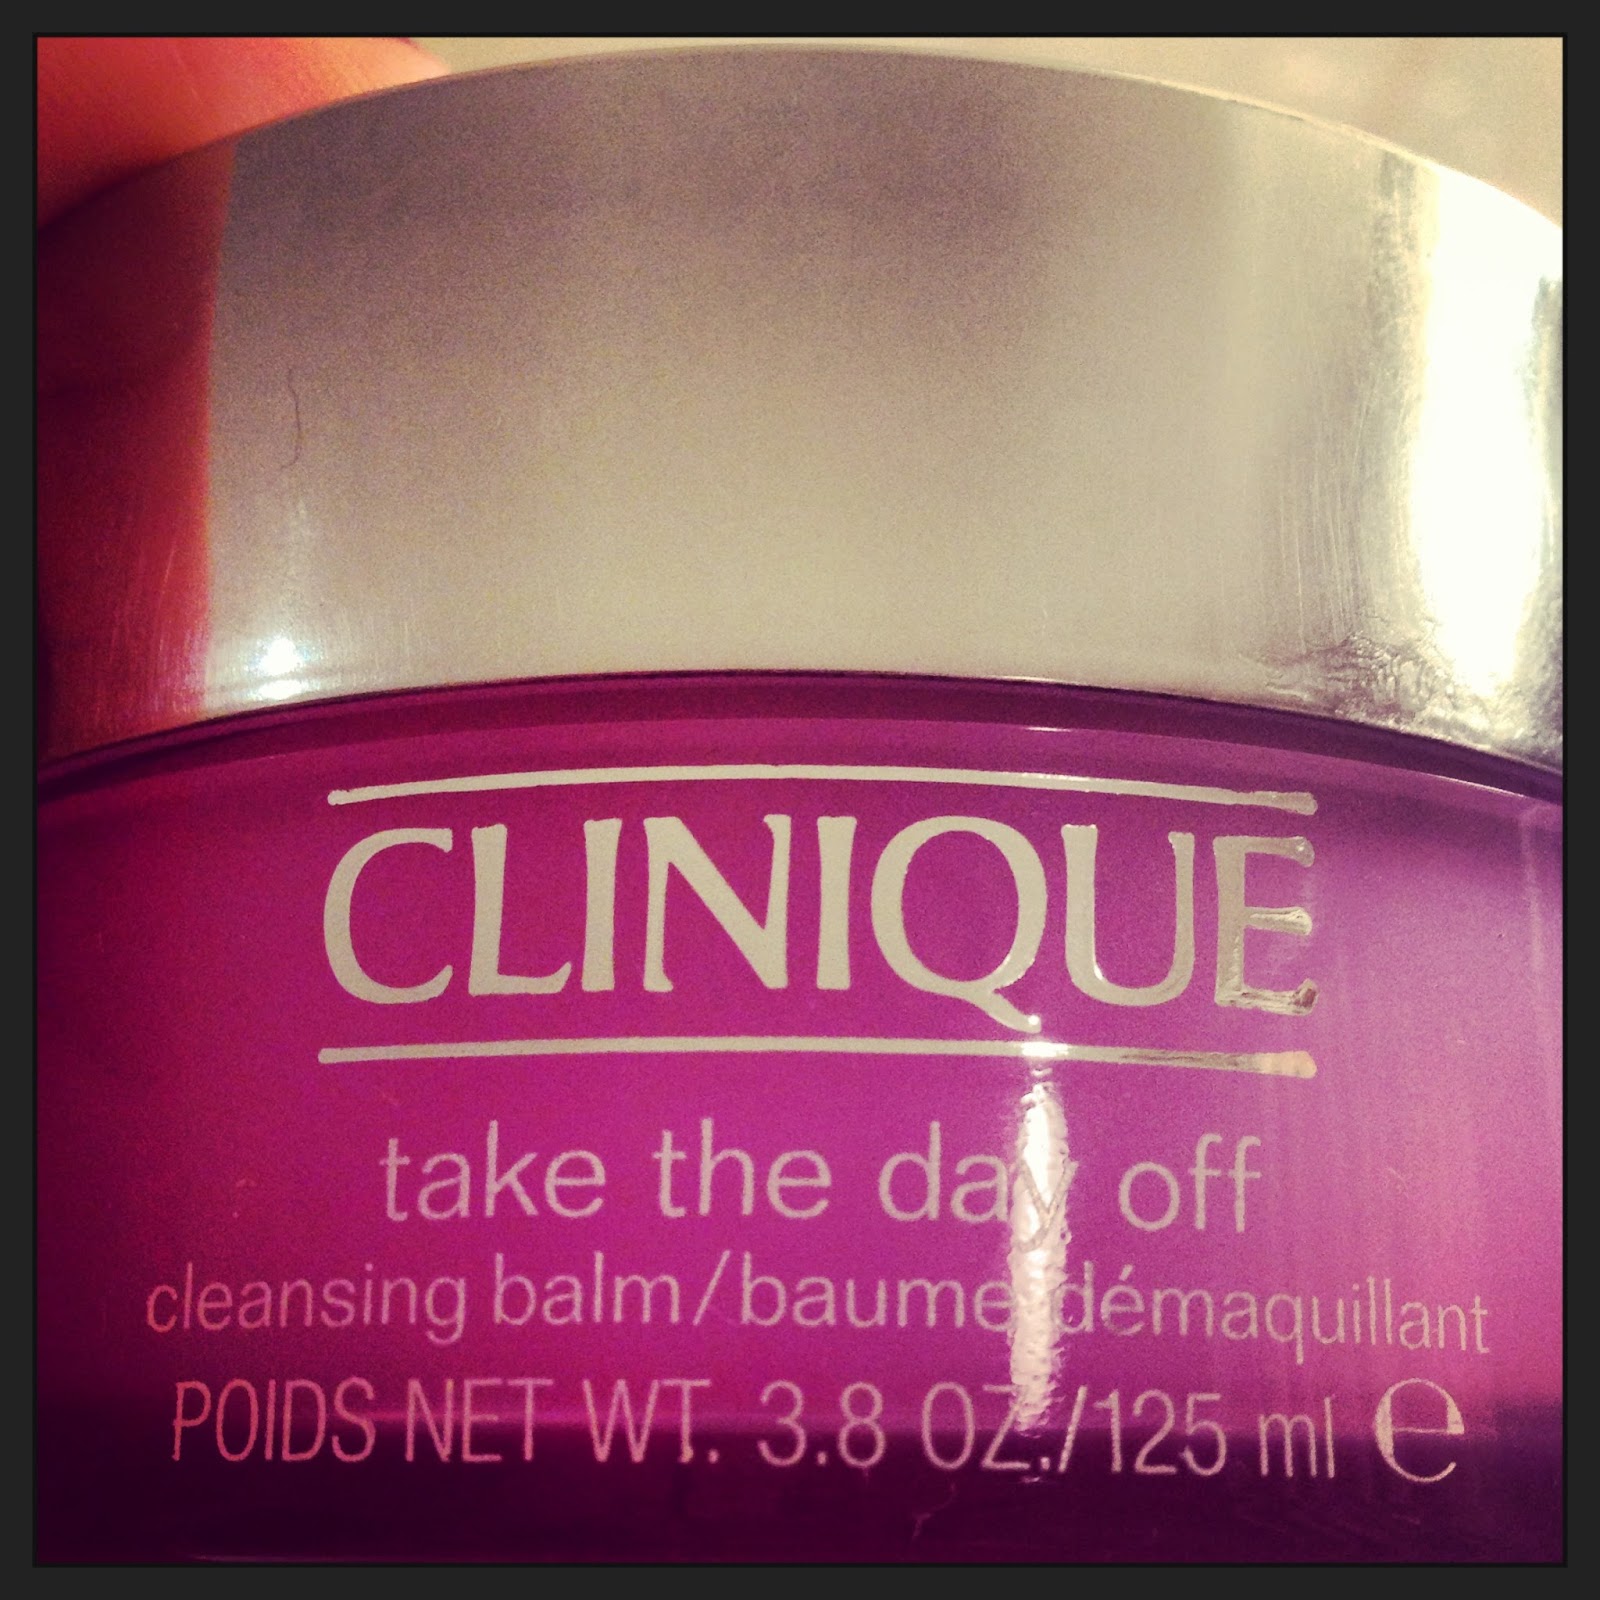 CLINIQUE
take the day off
cleansing balm/baume démaquillant
POIDS NET WT. 3.8 OZ./125 ml ℮